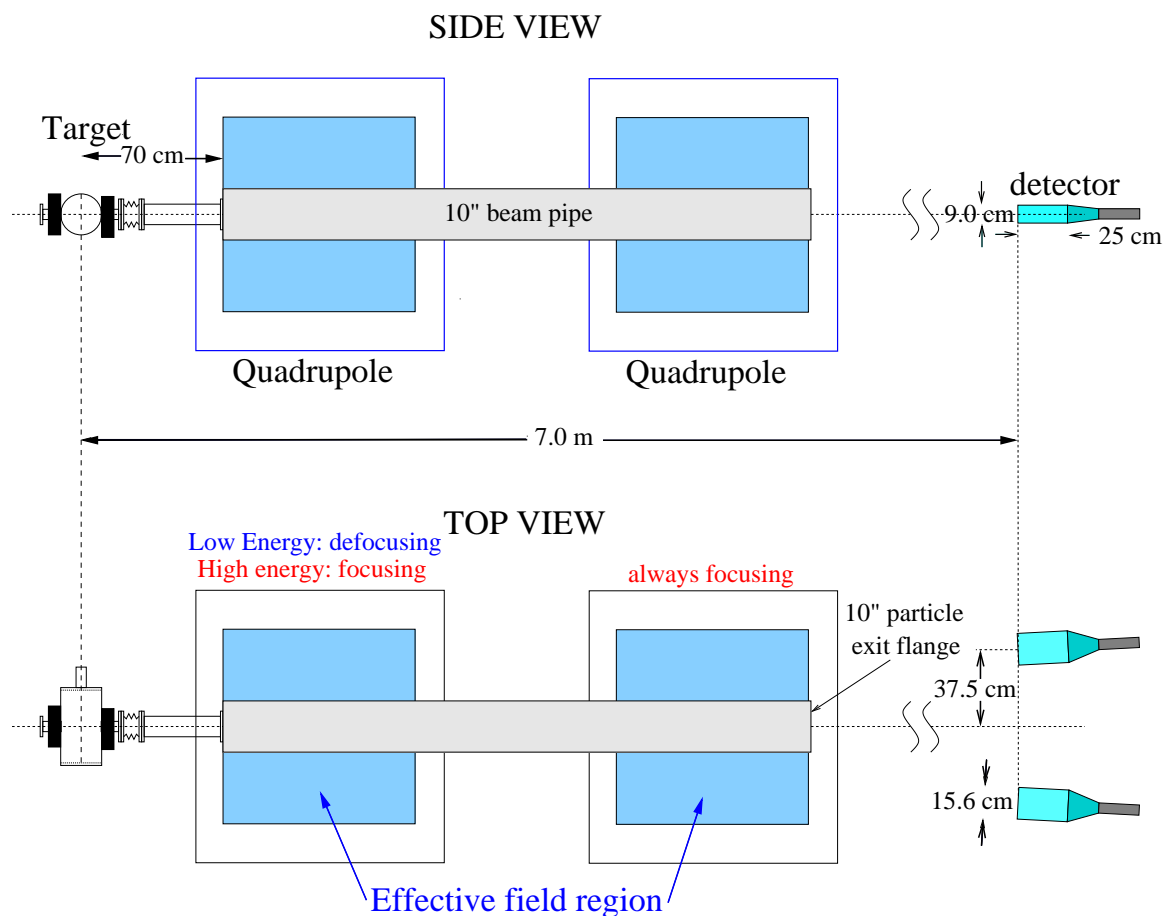 SIDE VIEW
Target
70 cm
10" beam pipe
detector
9.0 cm
25 cm
Quadrupole
Quadrupole
7.0 m
TOP VIEW
Low Energy: defocusing
High energy: focusing
always focusing
10" particle
exit flange
37.5 cm
15.6 cm
Effective field region